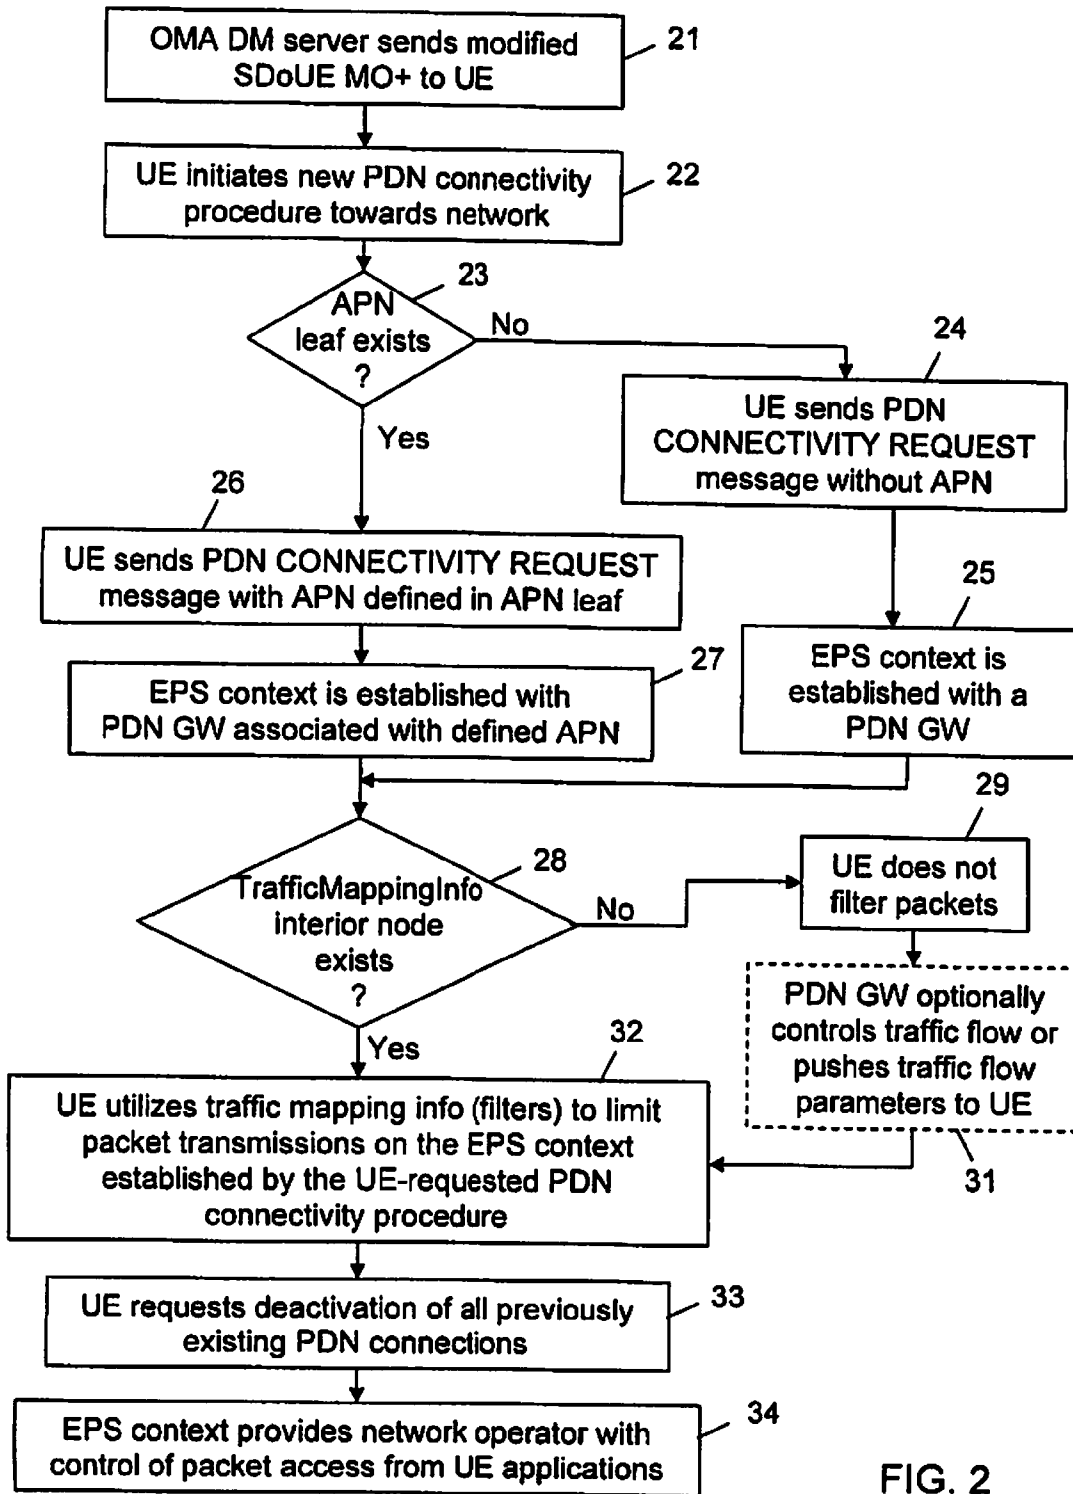 OMA DM server sends modified
SDoUE MO+ to UE
21
UE initiates new PDN connectivity
procedure towards network
22
23
APN
leaf exists
?
No
Yes
24
UE sends PDN
CONNECTIVITY REQUEST
message without APN
26
UE sends PDN CONNECTIVITY REQUEST
message with APN defined in APN leaf
25
EPS context is
established with a
PDN GW
27
EPS context is established with
PDN GW associated with defined APN
28
TrafficMappingInfo
interior node
exists
?
No
Yes
29
UE does not
filter packets
PDN GW optionally
controls traffic flow or
pushes traffic flow
parameters to UE
31
32
UE utilizes traffic mapping info (filters) to limit
packet transmissions on the EPS context
established by the UE-requested PDN
connectivity procedure
UE requests deactivation of all previously
existing PDN connections
33
EPS context provides network operator with
control of packet access from UE applications
34
FIG. 2